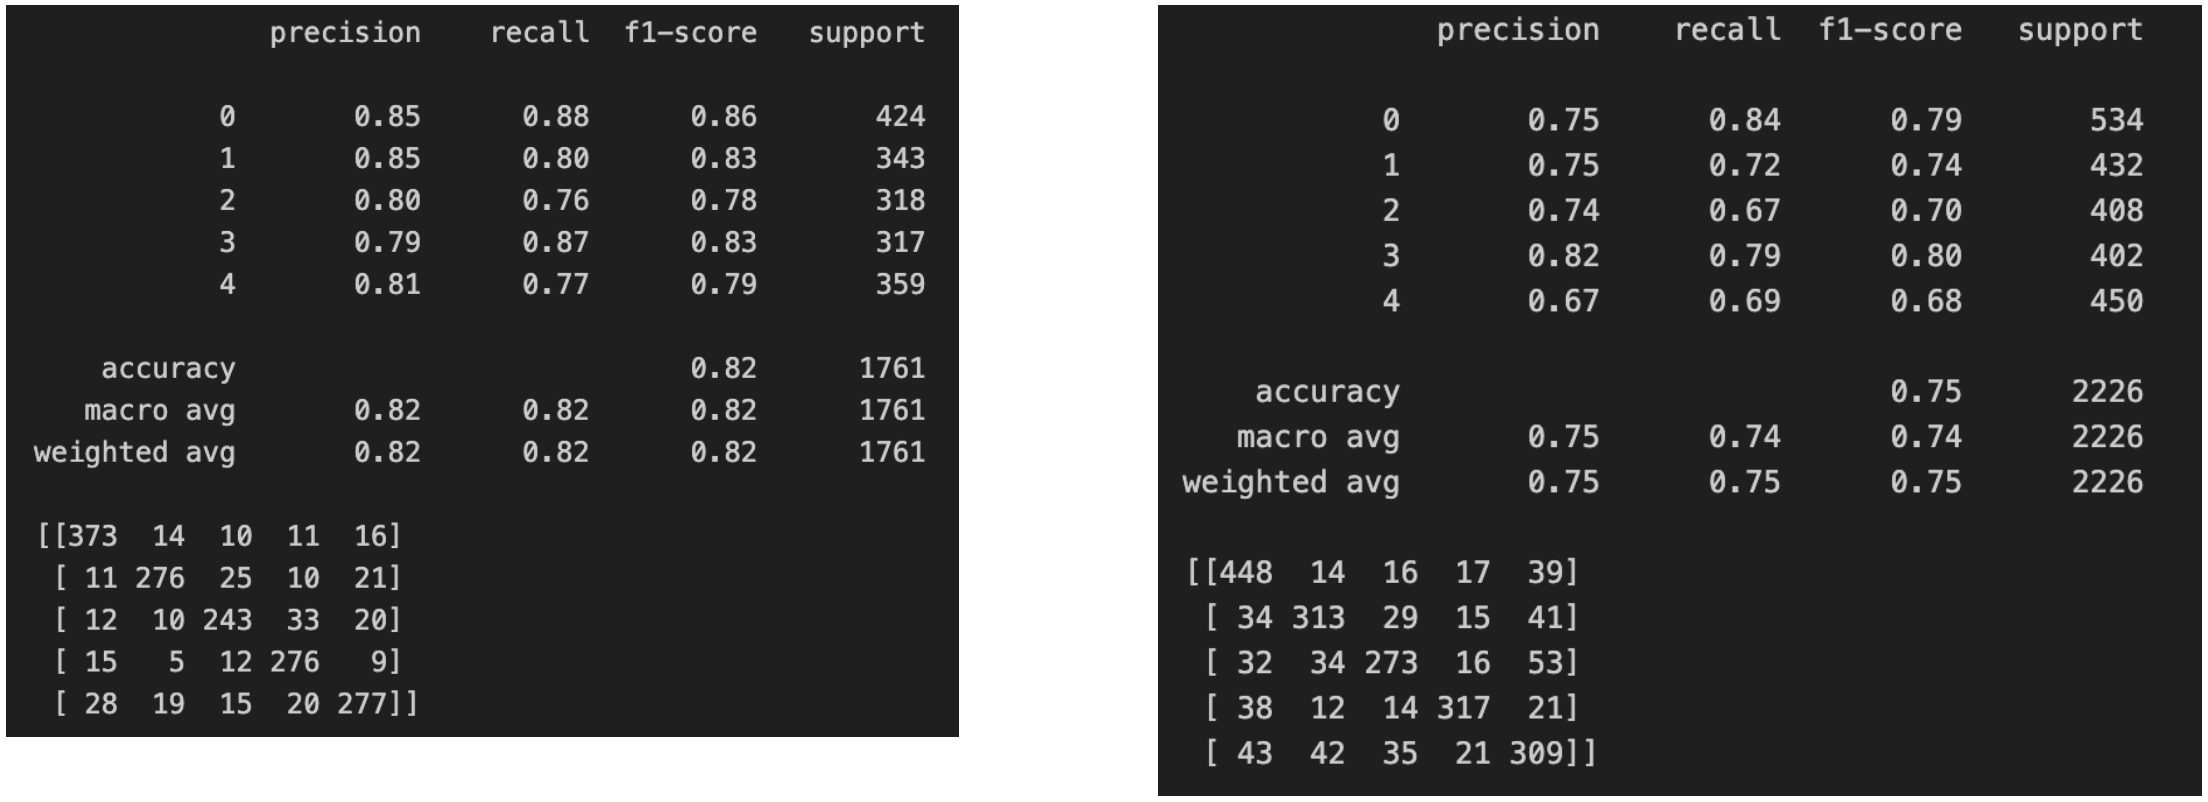 precision recall f1-score support
0 0.85 0.88 0.86 424
1 0.85 0.80 0.83 343
2 0.80 0.76 0.78 318
3 0.79 0.87 0.83 317
4 0.81 0.77 0.79 359
accuracy 0.82 1761
macro avg 0.82 0.82 0.82 1761
weighted avg 0.82 0.82 0.82 1761
[[373 14 10 11 16]
[ 11 276 25 10 21]
[ 12 10 243 33 20]
[ 15 5 12 276 9]
[ 28 19 15 20 277]]
precision recall f1-score support
0 0.75 0.84 0.79 534
1 0.75 0.72 0.74 432
2 0.74 0.67 0.70 408
3 0.82 0.79 0.80 402
4 0.67 0.69 0.68 450
accuracy 0.75 2226
macro avg 0.75 0.74 0.74 2226
weighted avg 0.75 0.75 0.75 2226
[[448 14 16 17 39]
[ 34 313 29 15 41]
[ 32 34 273 16 53]
[ 38 12 14 317 21]
[ 43 42 35 21 309]]